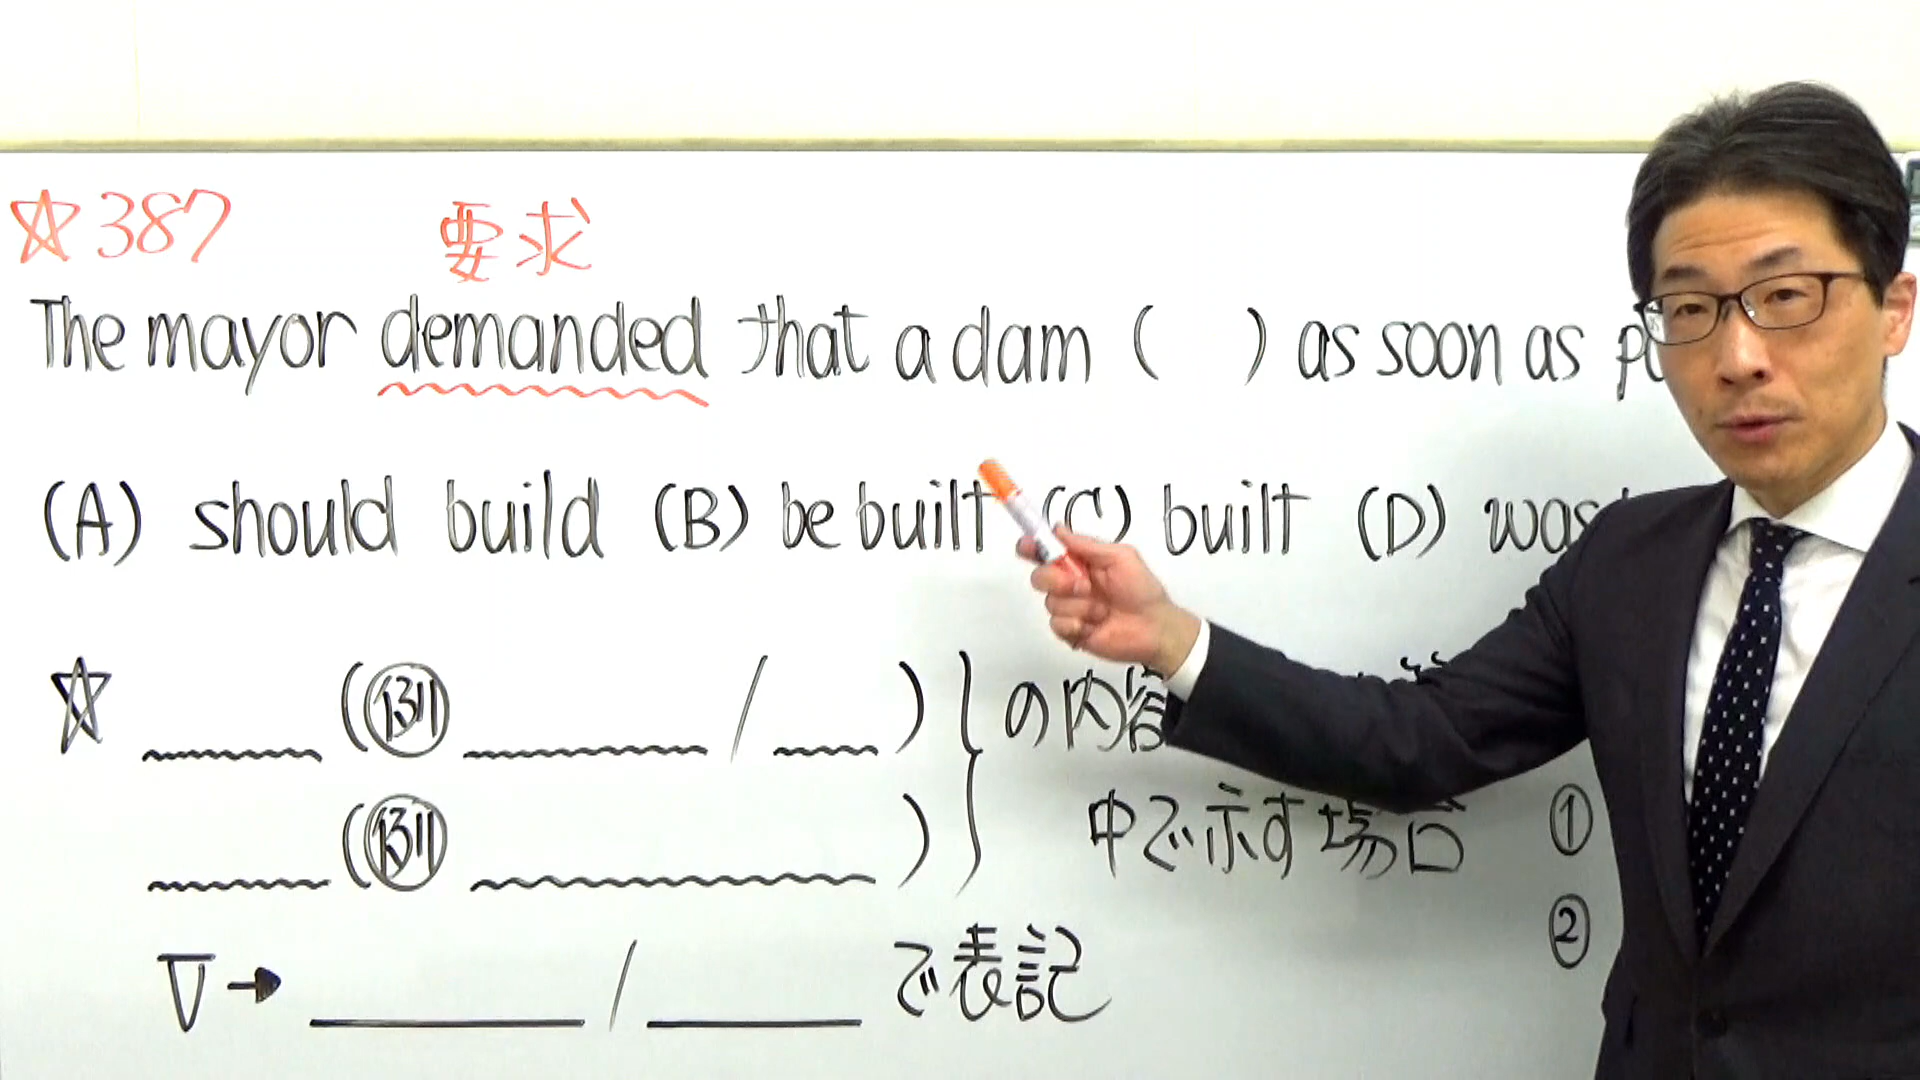 ☆387 要求
The mayor demanded that a dam ( ) as soon as
(A) should build (B) be built (C) built (D) was
☆ (例 / ) } の内容
(例 ) 中で示す場合 ①
②
V→ / で表記